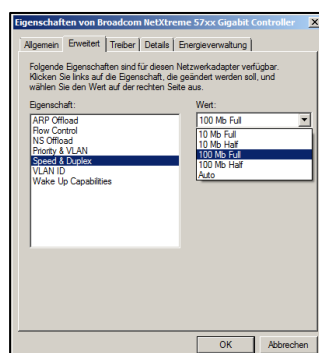 Eigenschaften von Broadcom NetXtreme 57xx Gigabit Controller
Allgemein Erweitert Treiber Details Energieverwaltung
Folgende Eigenschaften sind für diesen Netzwerkadapter verfügbar.
Klicken Sie links auf die Eigenschaft, die geändert werden soll, und
wählen Sie den Wert auf der rechten Seite aus.
Eigenschaft:
ARP Offload
Flow Control
NS Offload
Priority & VLAN
Speed & Duplex
VLAN ID
Wake Up Capabilities
Wert:
100 Mb Full
10 Mb Full
10 Mb Half
100 Mb Full
100 Mb Half
Auto
OK Abbrechen